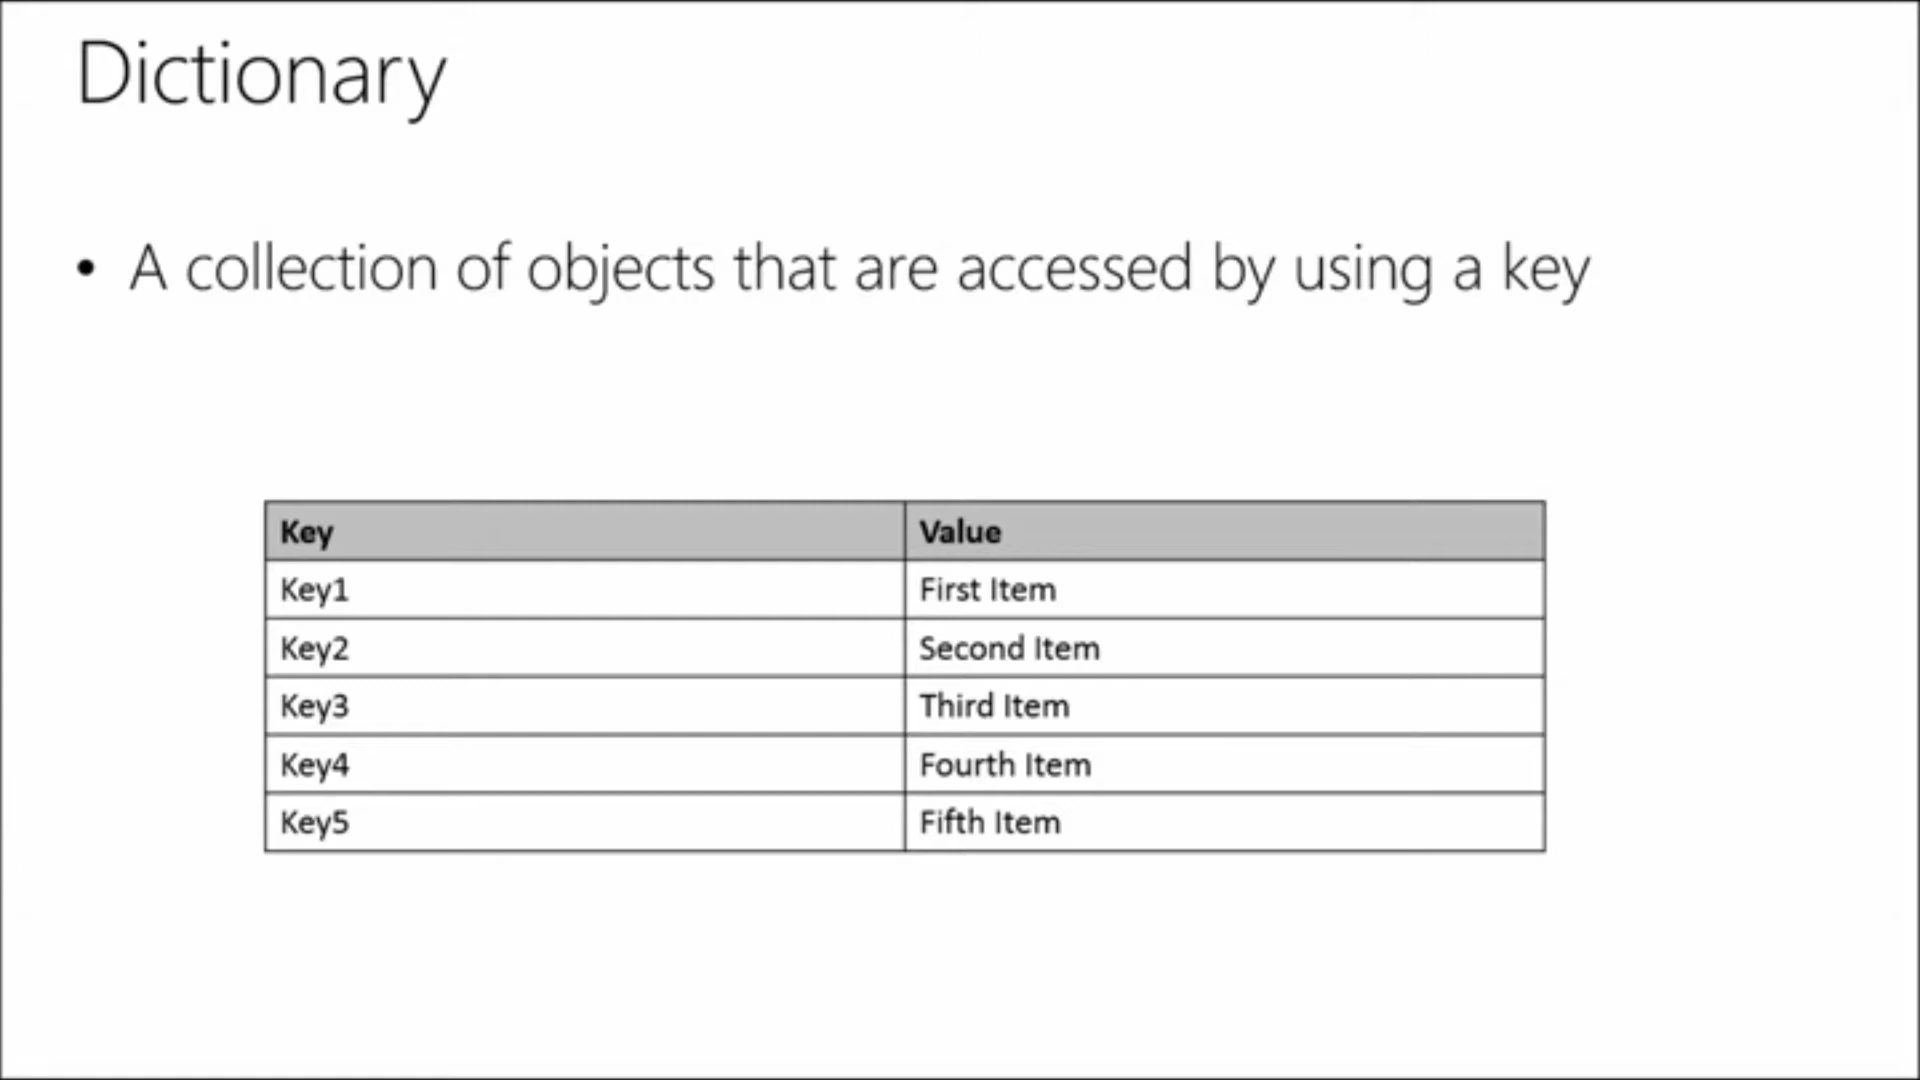 Dictionary
• A collection of objects that are accessed by using a key
Key Value
Key1 First Item
Key2 Second Item
Key3 Third Item
Key4 Fourth Item
Key5 Fifth Item